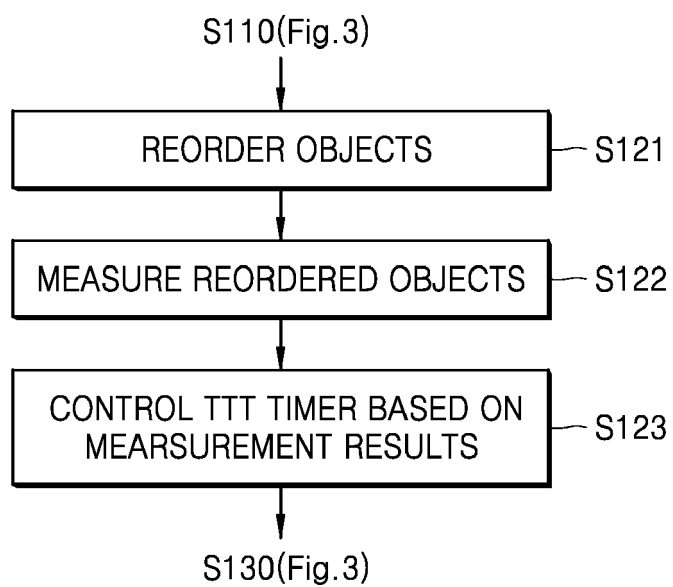 S110(Fig.3)
REORDER OBJECTS
S121
MEASURE REORDERED OBJECTS
S122
CONTROL TTT TIMER BASED ON
MEARSUREMENT RESULTS
S123
S130(Fig.3)